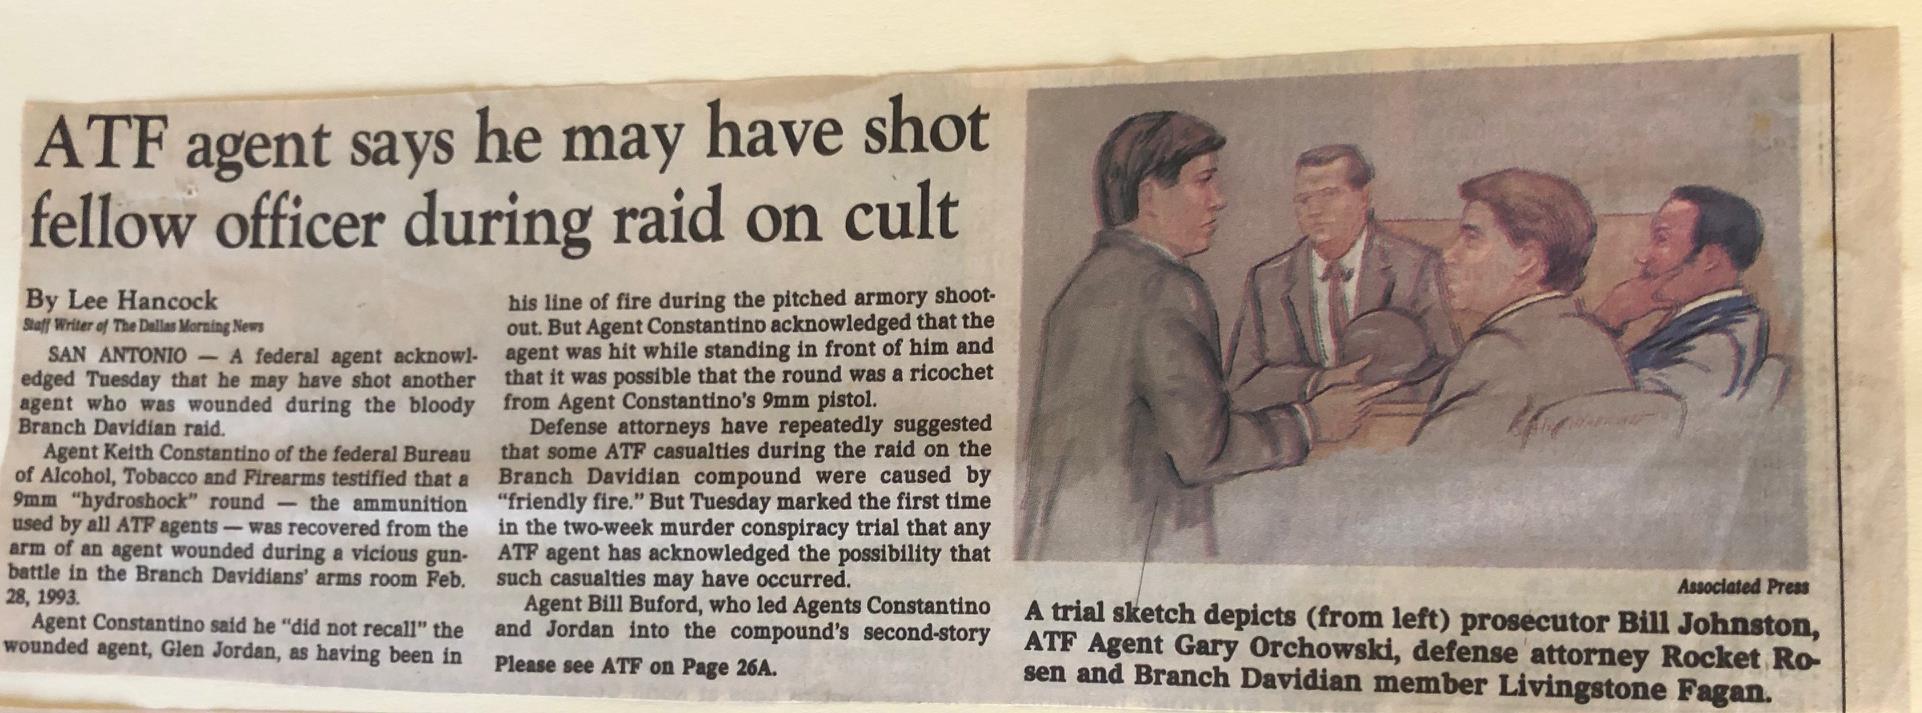 ATF agent says he may have shot
fellow officer during raid on cult
By Lee Hancock
Staff Writer of The Dallas Morning News
SAN ANTONIO — A federal agent acknowl-
edged Tuesday that he may have shot another
agent who was wounded during the bloody
Branch Davidian raid.
Agent Keith Constantino of the federal Bureau
of Alcohol, Tobacco and Firearms testified that a
9mm “hydroshock” round — the ammunition
used by all ATF agents — was recovered from the
arm of an agent wounded during a vicious gun-
battle in the Branch Davidians’ arms room Feb.
28, 1993.
Agent Constantino said he “did not recall” the
wounded agent, Glen Jordan, as having been in
his line of fire during the pitched armory shoot-
out. But Agent Constantino acknowledged that the
agent was hit while standing in front of him and
that it was possible that the round was a ricochet
from Agent Constantino’s 9mm pistol.
Defense attorneys have repeatedly suggested
that some ATF casualties during the raid on the
Branch Davidian compound were caused by
“friendly fire.” But Tuesday marked the first time
in the two-week murder conspiracy trial that any
ATF agent has acknowledged the possibility that
such casualties may have occurred.
Agent Bill Buford, who led Agents Constantino
and Jordan into the compound’s second-story
Please see ATF on Page 26A.
Associated Press
A trial sketch depicts (from left) prosecutor Bill Johnston,
ATF Agent Gary Orchowski, defense attorney Rocket Ro-
sen and Branch Davidian member Livingstone Fagan.